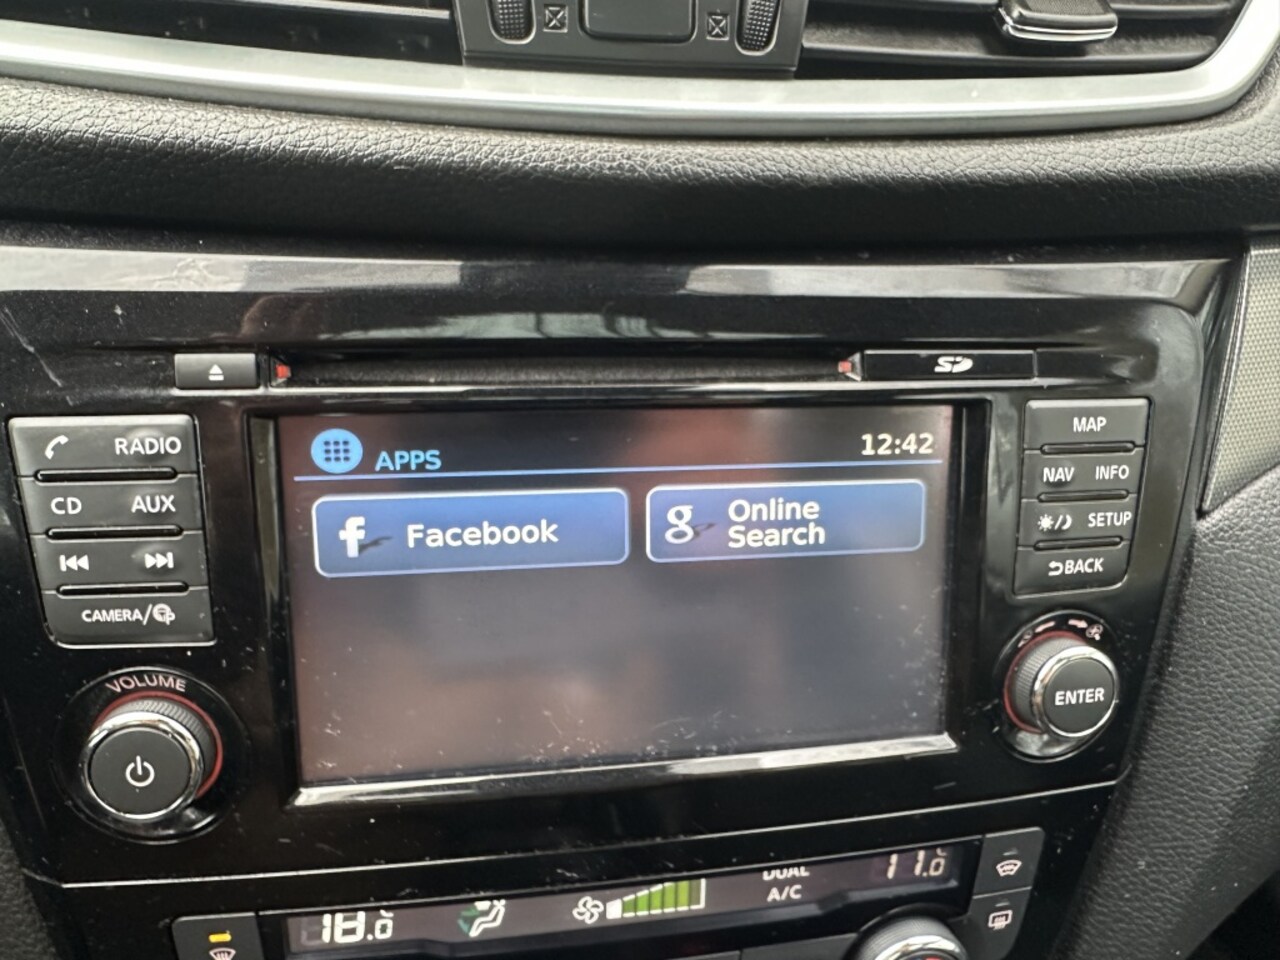 SD
RADIO
CD AUX
CAMERA/
VOLUME
APPS
12:42
f Facebook
g Online
Search
MAP
NAV INFO
SETUP
BACK
ENTER
18.0
DUAL
A/C
11.0